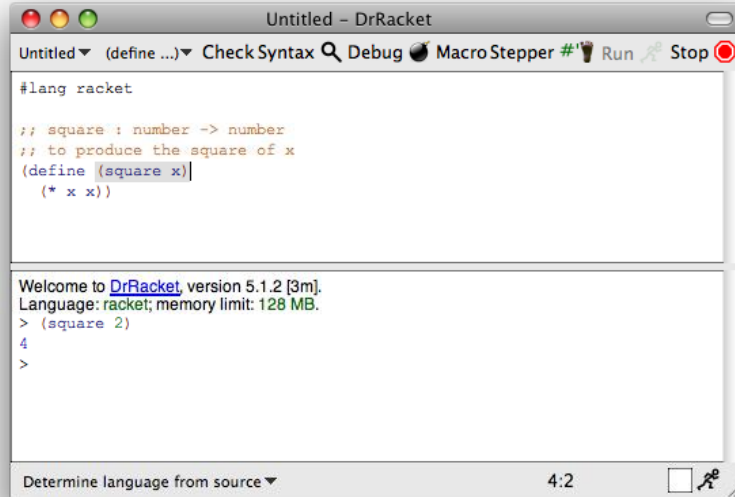 Untitled - DrRacket
Untitled (define ...) Check Syntax Debug Macro Stepper #' Run Stop
#lang racket
;; square : number -> number
;; to produce the square of x
(define (square x)
  (* x x))
Welcome to DrRacket, version 5.1.2 [3m].
Language: racket; memory limit: 128 MB.
> (square 2)
4
>
Determine language from source 4:2